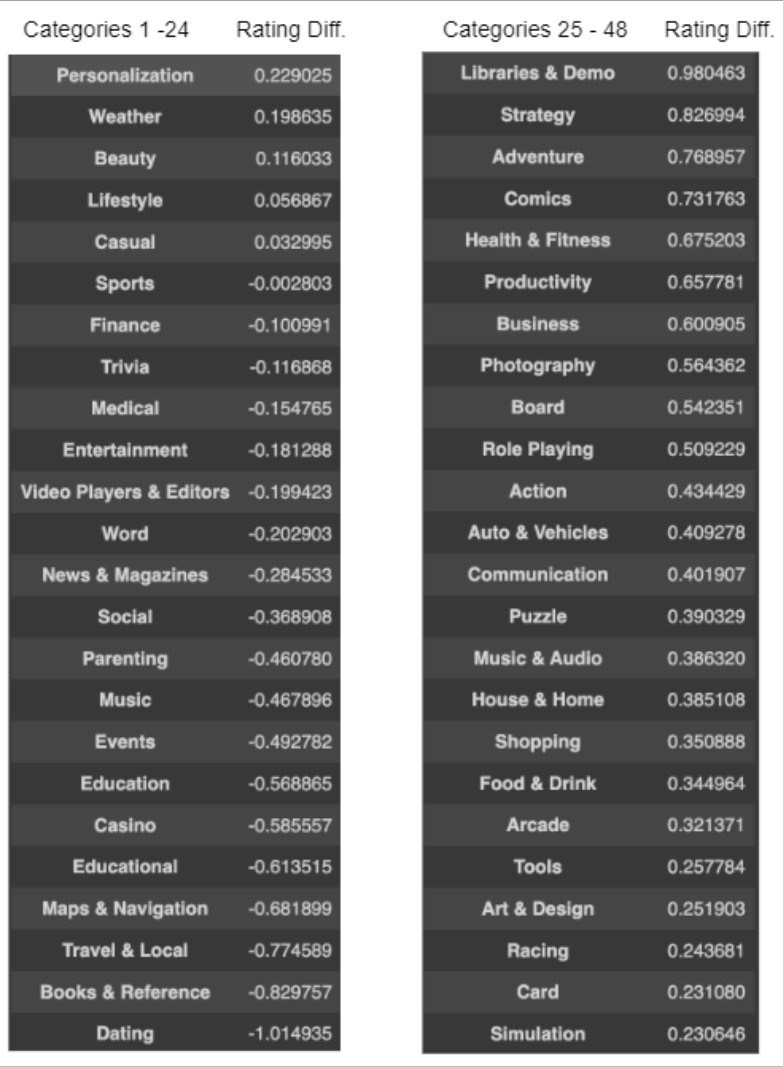 Categories 1 -24 Rating Diff.
Personalization 0.229025
Weather 0.198635
Beauty 0.116033
Lifestyle 0.056867
Casual 0.032995
Sports -0.002803
Finance -0.100991
Trivia -0.116868
Medical -0.154765
Entertainment -0.181288
Video Players & Editors -0.199423
Word -0.202903
News & Magazines -0.284533
Social -0.368908
Parenting -0.460780
Music -0.467896
Events -0.492782
Education -0.568865
Casino -0.585557
Educational -0.613515
Maps & Navigation -0.681899
Travel & Local -0.774589
Books & Reference -0.829757
Dating -1.014935
Categories 25 - 48 Rating Diff.
Libraries & Demo 0.980463
Strategy 0.826994
Adventure 0.768957
Comics 0.731763
Health & Fitness 0.675203
Productivity 0.657781
Business 0.600905
Photography 0.564362
Board 0.542351
Role Playing 0.509229
Action 0.434429
Auto & Vehicles 0.409278
Communication 0.401907
Puzzle 0.390329
Music & Audio 0.386320
House & Home 0.385108
Shopping 0.350888
Food & Drink 0.344964
Arcade 0.321371
Tools 0.257784
Art & Design 0.251903
Racing 0.243681
Card 0.231080
Simulation 0.230646